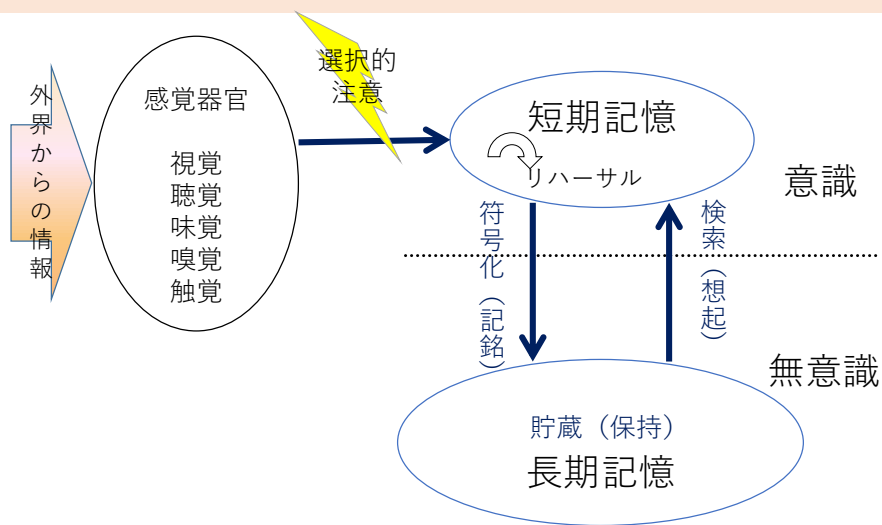 外界からの情報
感覚器官
視覚
聴覚
味覚
嗅覚
触覚
選択的
注意
短期記憶
リハーサル
意識
符号化（記銘）
検索（想起）
無意識
貯蔵（保持）
長期記憶